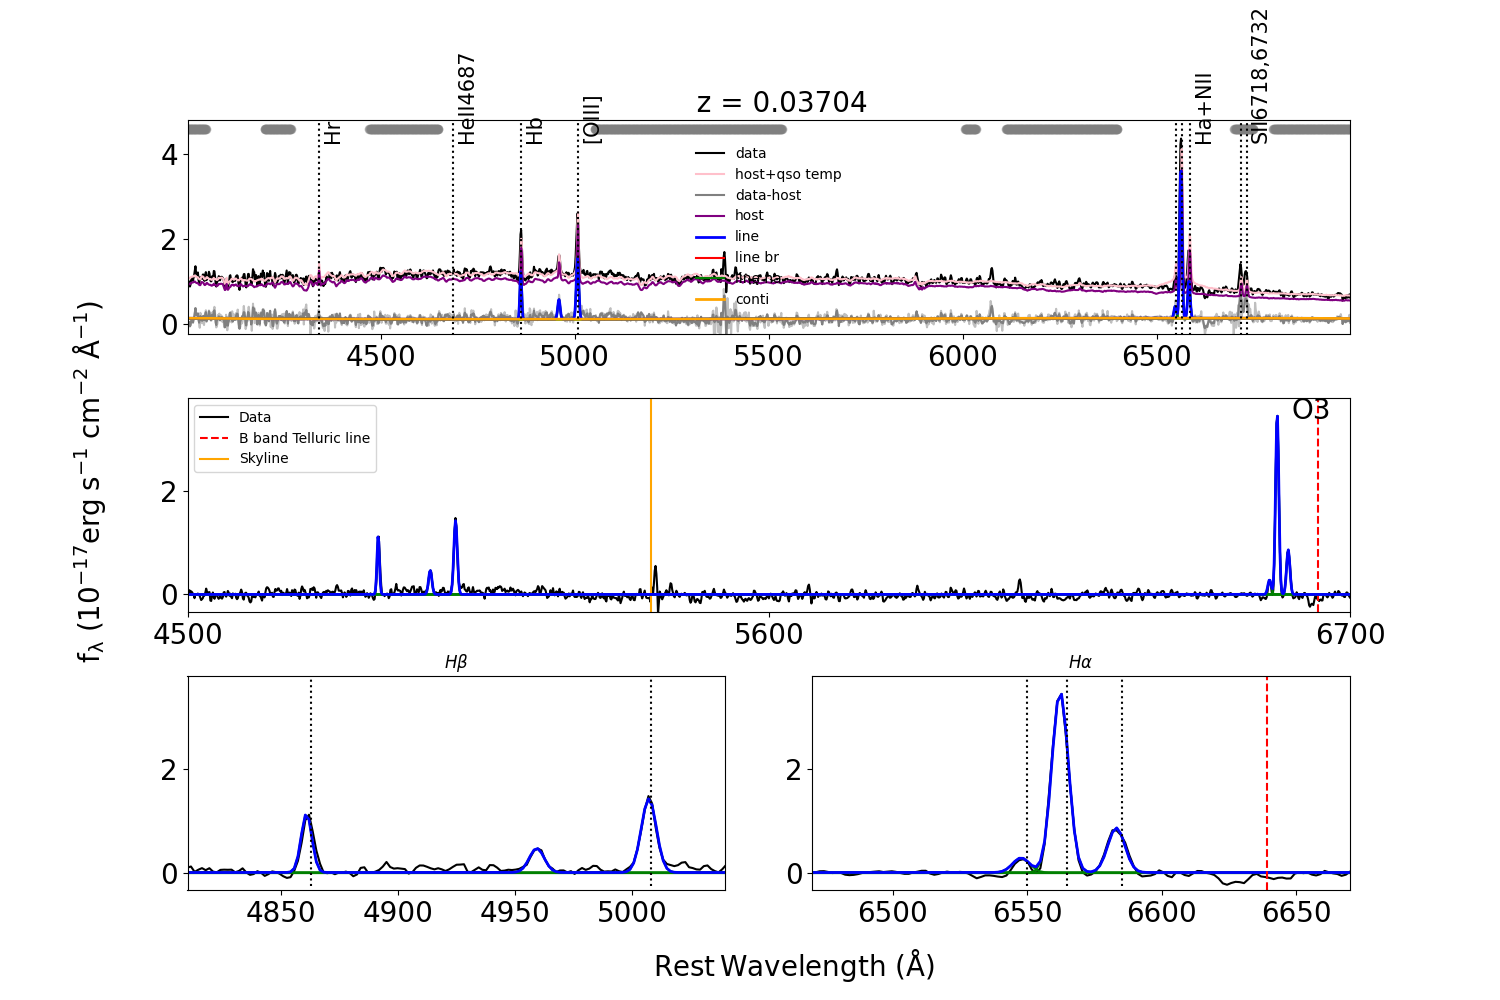 z = 0.03704
Hr
HeII4687
Hb
[OIII]
Ha+NII
SII6718,6732
4
2
0
data
host+qso temp
data-host
host
line
line br
conti
4500
5000
5500
6000
6500
fλ (10⁻¹⁷erg s⁻¹ cm⁻² Å⁻¹)
Data
B band Telluric line
Skyline
O3
2
0
4500
5600
6700
Hβ
2
0
4850
4900
4950
5000
Hα
2
0
6500
6550
6600
6650
Rest Wavelength (Å)